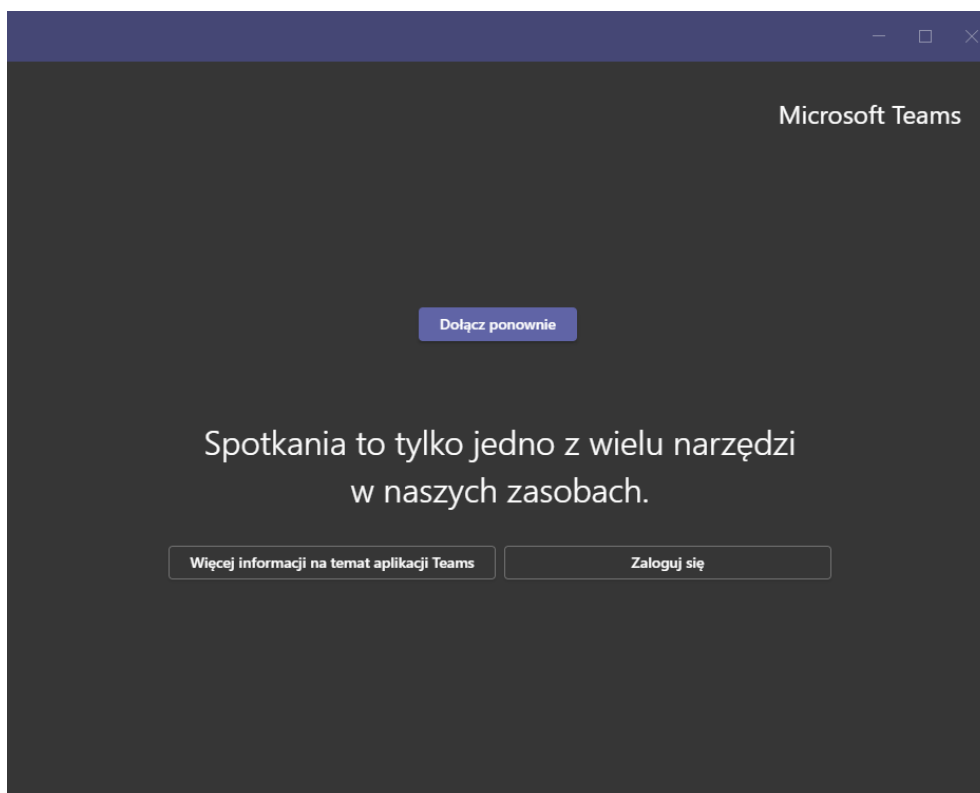 Microsoft Teams
Dołącz ponownie
Spotkania to tylko jedno z wielu narzędzi
w naszych zasobach.
Więcej informacji na temat aplikacji Teams
Zaloguj się